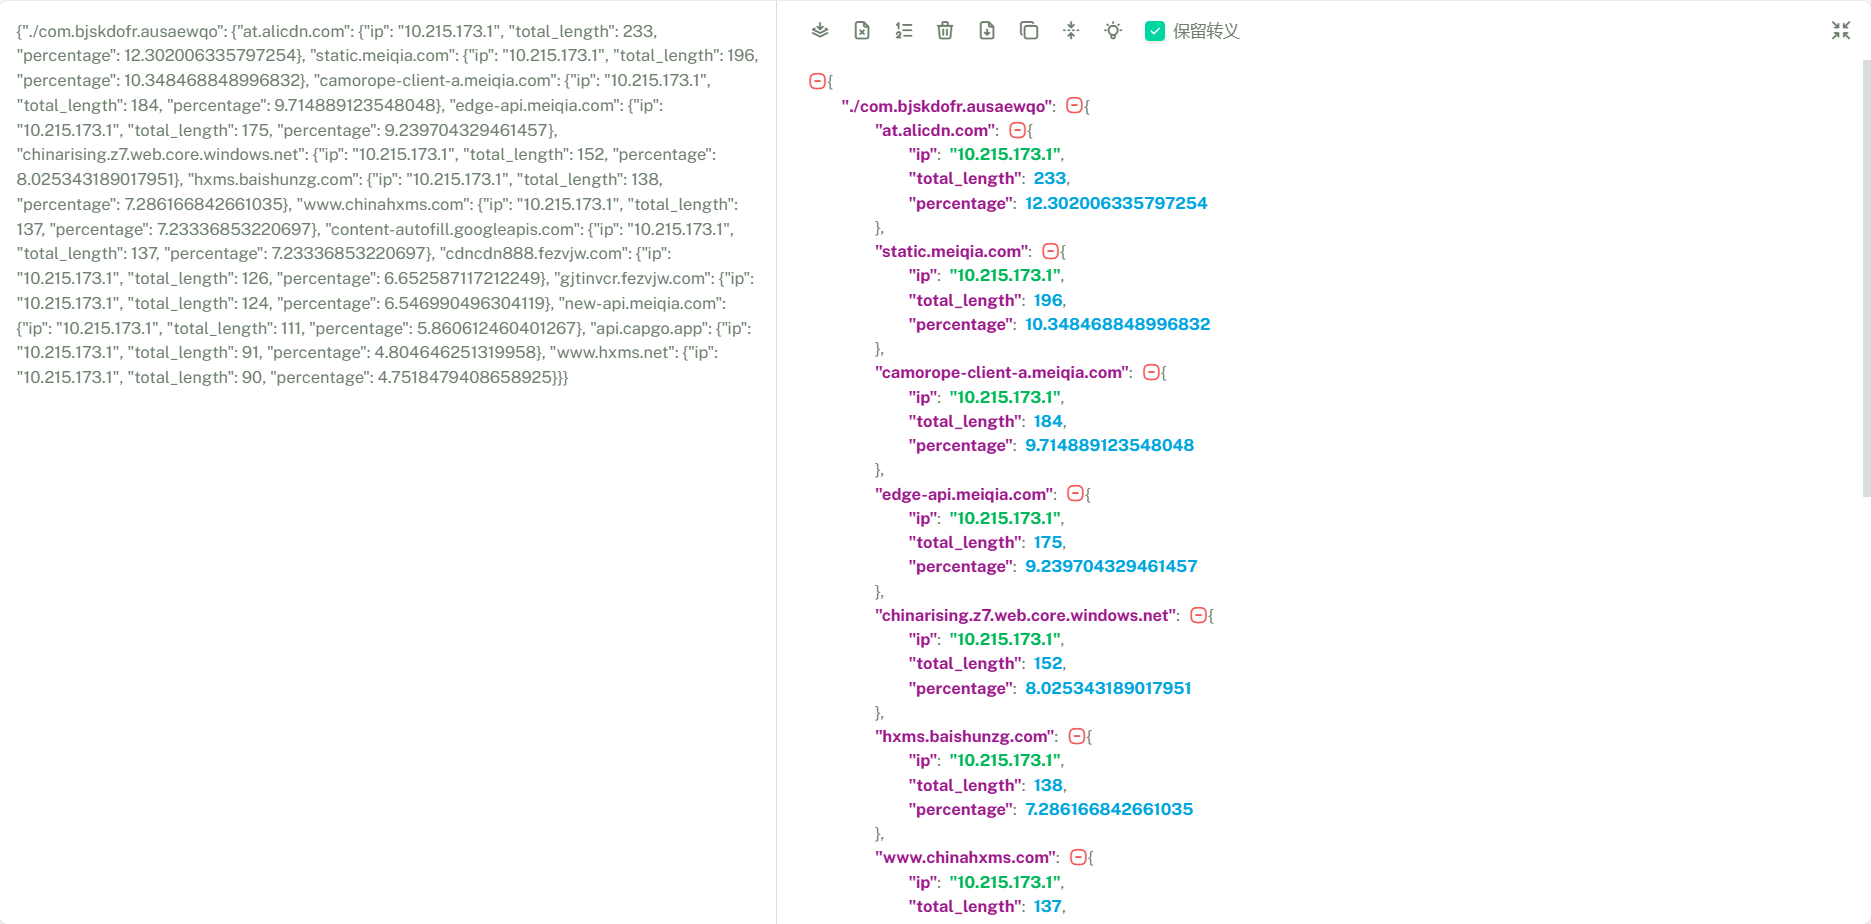 {"./com.bjskdofr.ausaewqo": {"at.alicdn.com": {"ip": "10.215.173.1", "total_length": 233,
"percentage": 12.302006335797254}, "static.meiqia.com": {"ip": "10.215.173.1", "total_length": 196,
"percentage": 10.348468848996832}, "camorope-client-a.meiqia.com": {"ip": "10.215.173.1",
"total_length": 184, "percentage": 9.714889123548048}, "edge-api.meiqia.com": {"ip":
"10.215.173.1", "total_length": 175, "percentage": 9.239704329461457},
"chinarising.z7.web.core.windows.net": {"ip": "10.215.173.1", "total_length": 152, "percentage":
8.025343189017951}, "hxms.baishunzg.com": {"ip": "10.215.173.1", "total_length": 138,
"percentage": 7.286166842661035}, "www.chinahxms.com": {"ip": "10.215.173.1", "total_length":
137, "percentage": 7.23336853220697}, "content-autofill.googleapis.com": {"ip": "10.215.173.1",
"total_length": 137, "percentage": 7.23336853220697}, "cdncdn888.fezvjw.com": {"ip":
"10.215.173.1", "total_length": 126, "percentage": 6.652587117212249}, "gjtinvcr.fezvjw.com": {"ip":
"10.215.173.1", "total_length": 124, "percentage": 6.546990496304119}, "new-api.meiqia.com":
{"ip": "10.215.173.1", "total_length": 111, "percentage": 5.860612460401267}, "api.capgo.app": {"ip":
"10.215.173.1", "total_length": 91, "percentage": 4.804646251319958}, "www.hxms.net": {"ip":
"10.215.173.1", "total_length": 90, "percentage": 4.7518479408658925}}}
保留转义
{
"./com.bjskdofr.ausaewqo": {
"at.alicdn.com": {
"ip": "10.215.173.1",
"total_length": 233,
"percentage": 12.302006335797254
},
"static.meiqia.com": {
"ip": "10.215.173.1",
"total_length": 196,
"percentage": 10.348468848996832
},
"camorope-client-a.meiqia.com": {
"ip": "10.215.173.1",
"total_length": 184,
"percentage": 9.714889123548048
},
"edge-api.meiqia.com": {
"ip": "10.215.173.1",
"total_length": 175,
"percentage": 9.239704329461457
},
"chinarising.z7.web.core.windows.net": {
"ip": "10.215.173.1",
"total_length": 152,
"percentage": 8.025343189017951
},
"hxms.baishunzg.com": {
"ip": "10.215.173.1",
"total_length": 138,
"percentage": 7.286166842661035
},
"www.chinahxms.com": {
"ip": "10.215.173.1",
"total_length": 137,